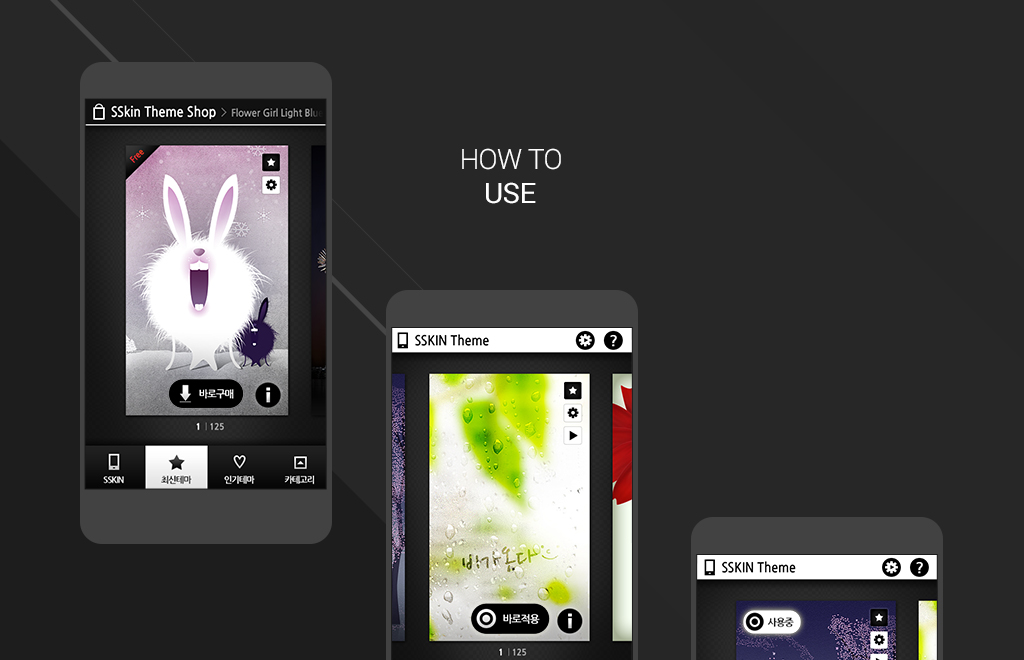 HOW TO
USE
SSkin Theme Shop > Flower Girl Light Blu
Free
바로구매
1 | 125
SSKIN
최신테마
인기테마
카테고리
SSKIN Theme
비가 온다
바로적용
1 | 125
SSKIN Theme
사용중